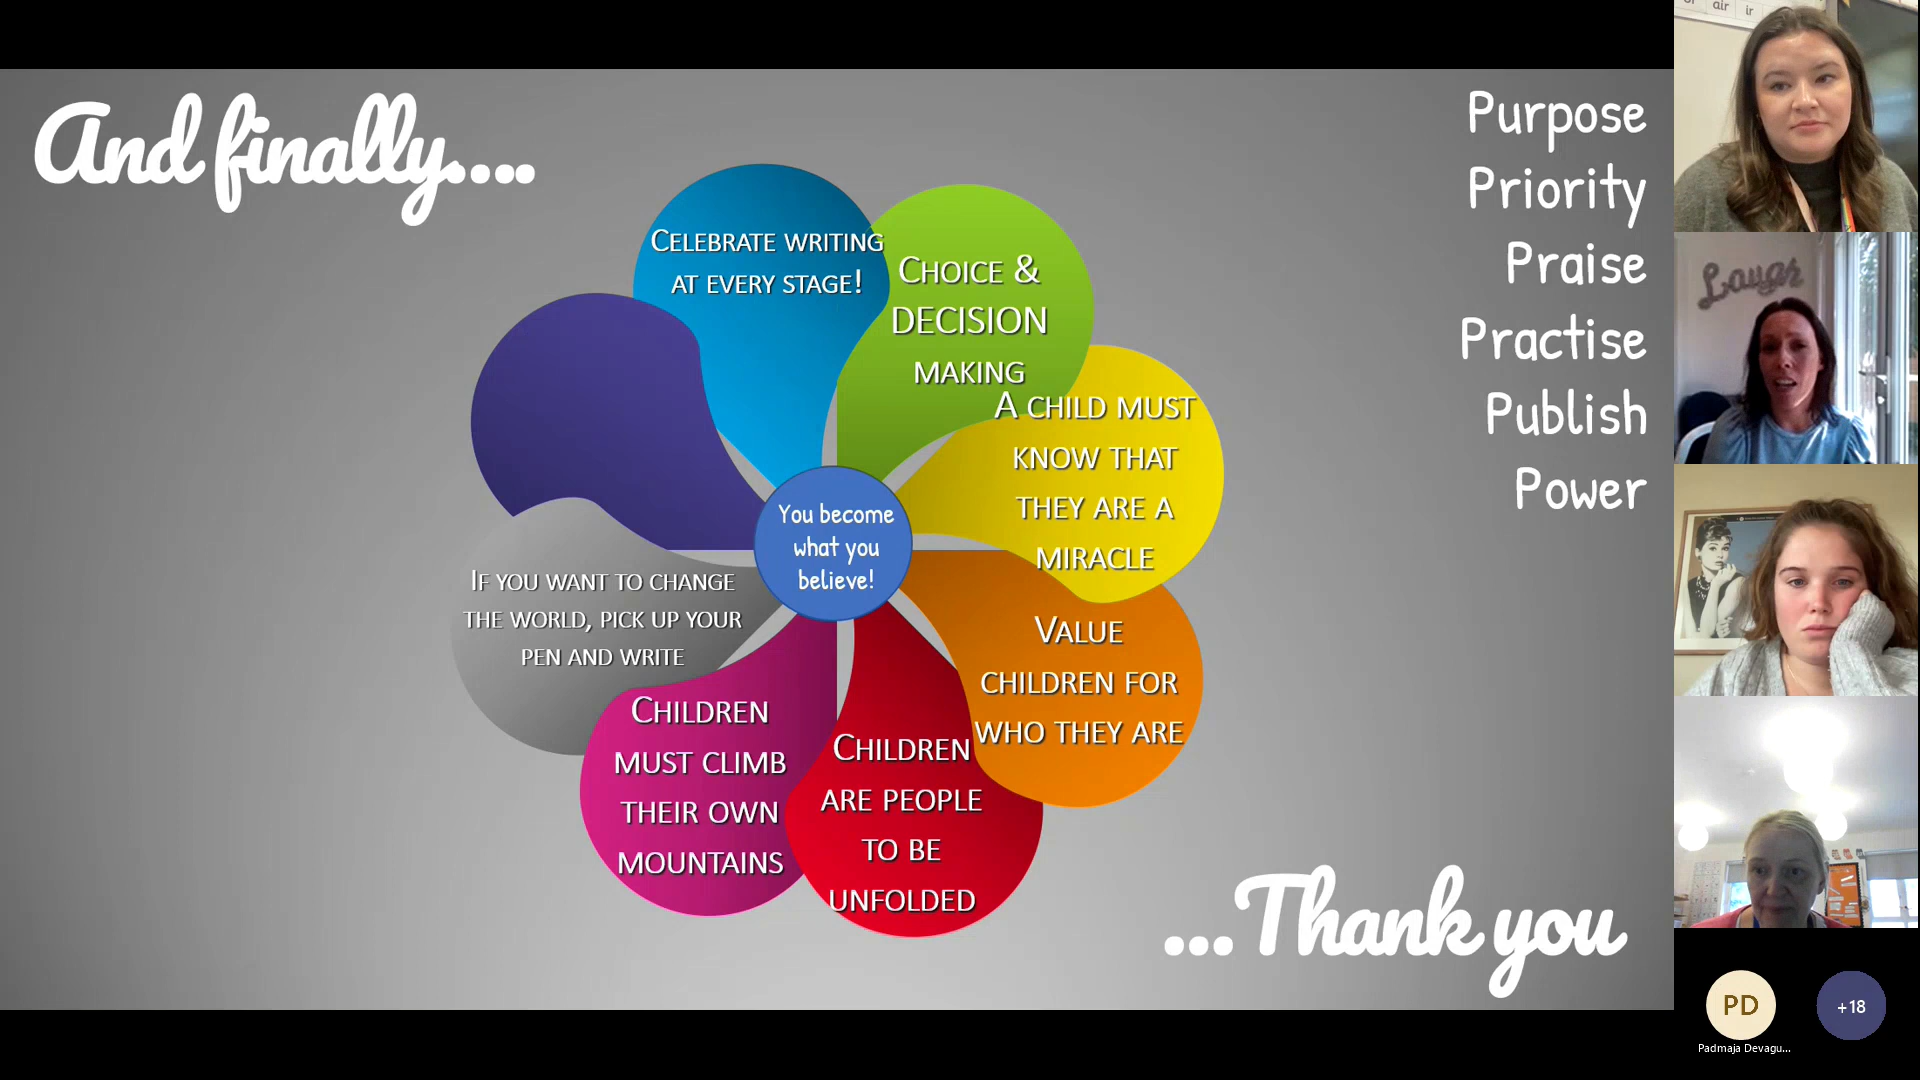 And finally....
Purpose
Priority
Praise
Practise
Publish
Power
CELEBRATE WRITING
AT EVERY STAGE!
CHOICE &
DECISION
MAKING
A CHILD MUST
KNOW THAT
THEY ARE A
MIRACLE
VALUE
CHILDREN FOR
WHO THEY ARE
CHILDREN
ARE PEOPLE
TO BE
UNFOLDED
CHILDREN
MUST CLIMB
THEIR OWN
MOUNTAINS
IF YOU WANT TO CHANGE
THE WORLD, PICK UP YOUR
PEN AND WRITE
You become
what you
believe!
...Thank you
air ir
Laugh
PD
+18
Padmaja Devagu...